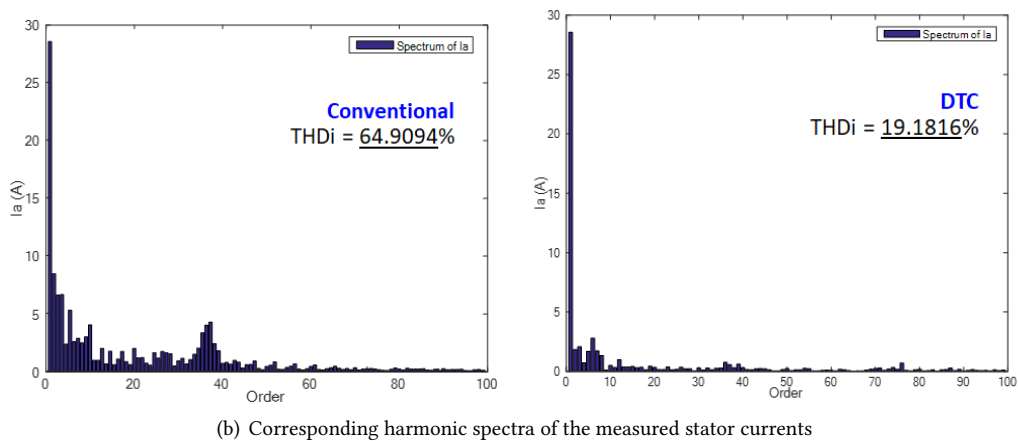 30
25
20
15
10
5
0
Ia (A)
Spectrum of Ia
Conventional
THDi = 64.9094%
0 20 40 60 80 100
Order
30
25
20
15
10
5
0
Ia (A)
Spectrum of Ia
DTC
THDi = 19.1816%
0 10 20 30 40 50 60 70 80 90 100
Order
(b) Corresponding harmonic spectra of the measured stator currents